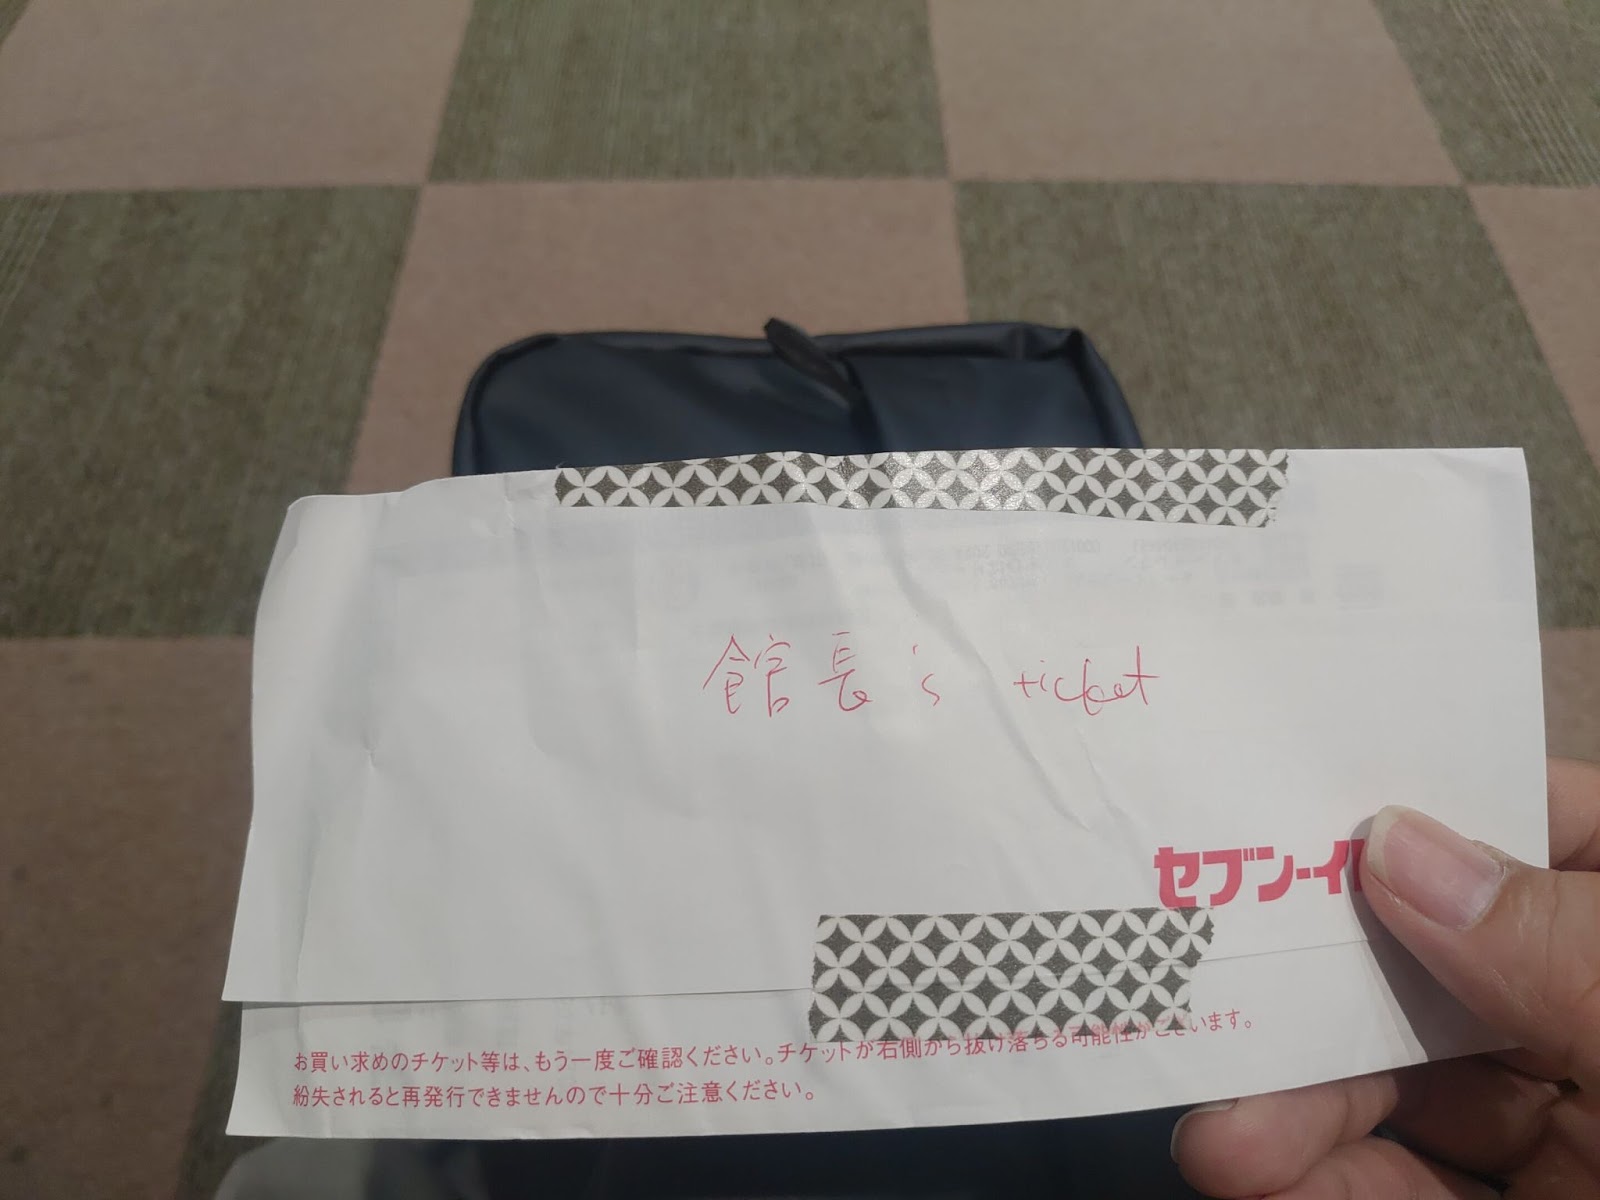 館長's ticket
セブン-イ
お買い求めのチケット等は、もう一度ご確認ください。チケットが右側から抜け落ちる可能性がございます。
紛失されると再発行できませんので十分ご注意ください。